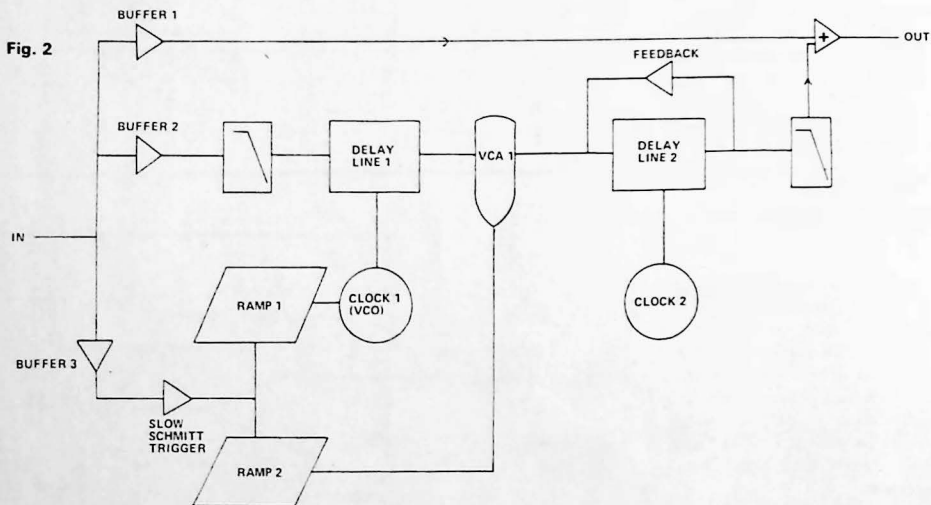 BUFFER 1
Fig. 2
OUT
FEEDBACK
BUFFER 2
DELAY
LINE 1
VCA 1
DELAY
LINE 2
IN
RAMP 1
CLOCK 1
(VCO)
CLOCK 2
BUFFER 3
SLOW
SCHMITT
TRIGGER
RAMP 2
+